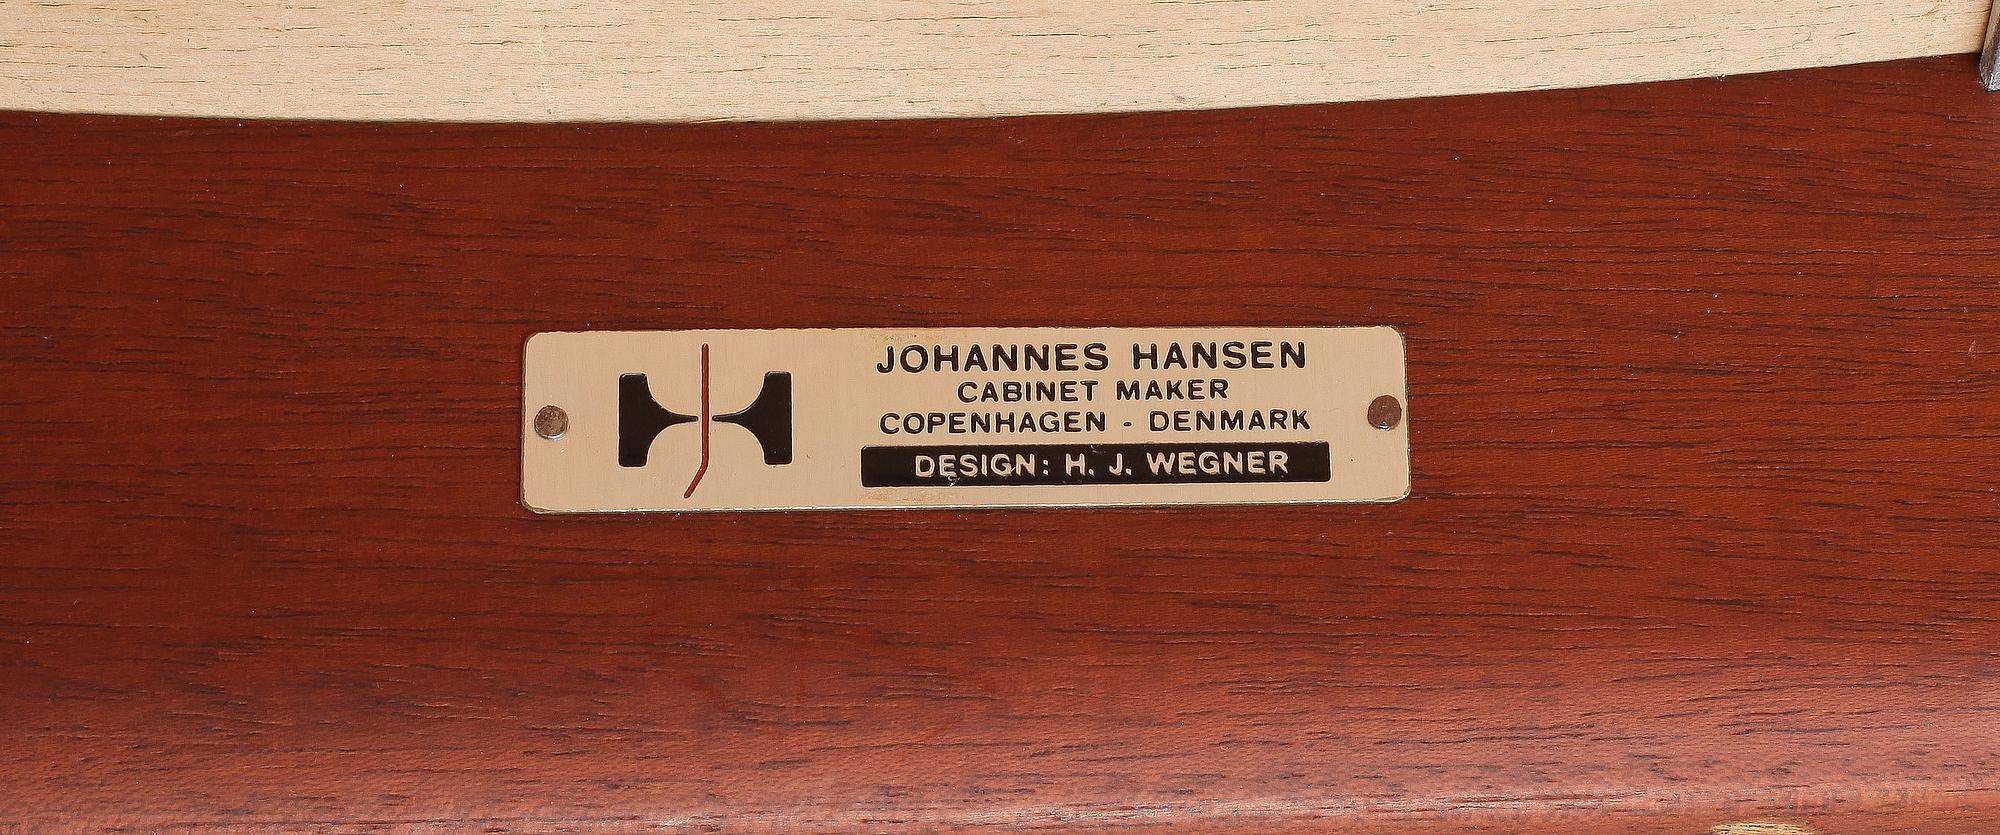 JOHANNES HANSEN
CABINET MAKER
COPENHAGEN - DENMARK
DESIGN: H. J. WEGNER